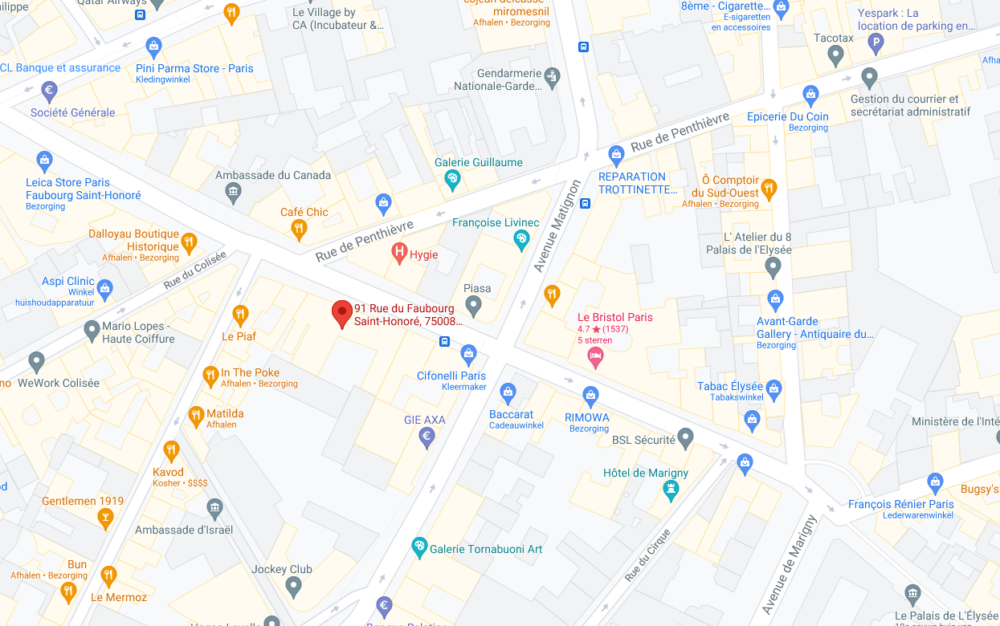 Qatar Airways
Le Village by
CA (Incubateur &...
cojean delcassé
miromesnil
Afhalen • Bezorging
8ème - Cigarette...
E-sigaretten
en accessoires
Yespark : La
location de parking en...
Tacotax
CL Banque et assurance
Pini Parma Store - Paris
Kledingwinkel
Gendarmerie
Nationale-Garde...
Société Générale
Gestion du courrier et
secrétariat administratif
Epicerie Du Coin
Bezorging
Rue de Penthièvre
Leica Store Paris
Faubourg Saint-Honoré
Bezorging
Ambassade du Canada
Galerie Guillaume
REPARATION
TROTTINETTE...
Ô Comptoir
du Sud-Ouest
Afhalen • Bezorging
Café Chic
Françoise Livinec
Avenue Matignon
Dalloyau Boutique
Historique
Afhalen • Bezorging
Rue de Penthièvre
Hygie
L' Atelier du 8
Palais de l'Elysée
Rue du Colisée
Aspi Clinic
Winkel
huishoudapparatuur
Piasa
91 Rue du Faubourg
Saint-Honoré, 75008...
Le Bristol Paris
4.7 ★ (1537)
5 sterren
Avant-Garde
Gallery - Antiquaire du...
Bezorging
Mario Lopes -
Haute Coiffure
Le Piaf
WeWork Colisée
In The Poke
Afhalen • Bezorging
Cifonelli Paris
Kleermaker
Tabac Élysée
Tabakswinkel
Matilda
Afhalen
GIE AXA
Baccarat
Cadeauwinkel
RIMOWA
Bezorging
BSL Sécurité
Ministère de l'Inté
Kavod
Kosher • $$$$
Hôtel de Marigny
Gentlemen 1919
François Rénier Paris
Lederwarenwinkel
Bugsy's
Ambassade d'Israël
Rue du Cirque
Avenue de Marigny
Galerie Tornabuoni Art
Bun
Afhalen • Bezorging
Le Mermoz
Jockey Club
Le Palais de L'Élysée